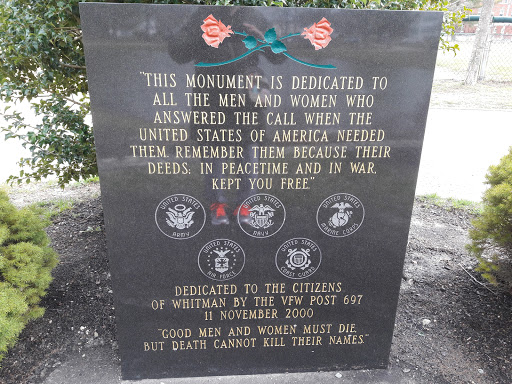 "THIS MONUMENT IS DEDICATED TO
ALL THE MEN AND WOMEN WHO
ANSWERED THE CALL WHEN THE
UNITED STATES OF AMERICA NEEDED
THEM. REMEMBER THEM BECAUSE THEIR
DEEDS; IN PEACETIME AND IN WAR,
KEPT YOU FREE."
UNITED STATES
ARMY
UNITED STATES
NAVY
UNITED STATES
MARINE CORPS
UNITED STATES
AIR FORCE
UNITED STATES
COAST GUARD
DEDICATED TO THE CITIZENS
OF WHITMAN BY THE VFW POST 697
11 NOVEMBER 2000
"GOOD MEN AND WOMEN MUST DIE,
BUT DEATH CANNOT KILL THEIR NAMES."